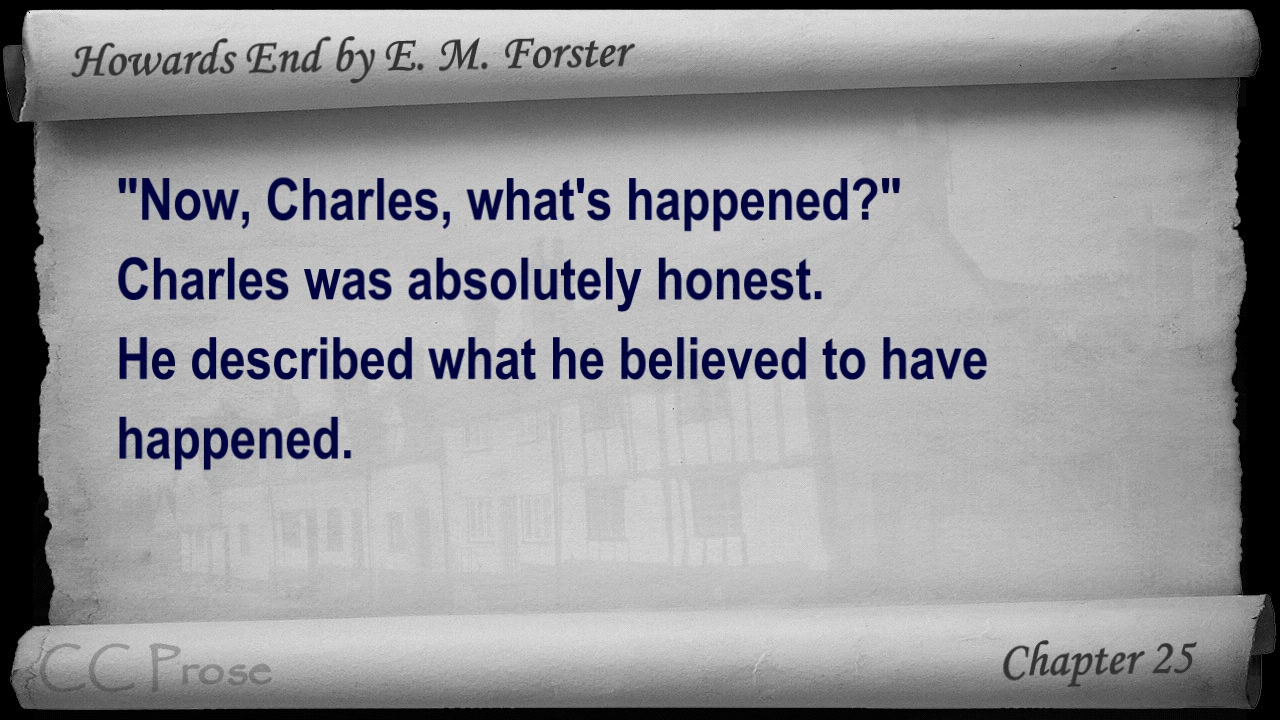 Howards End by E. M. Forster
"Now, Charles, what's happened?"
Charles was absolutely honest.
He described what he believed to have
happened.
CC Prose
Chapter 25